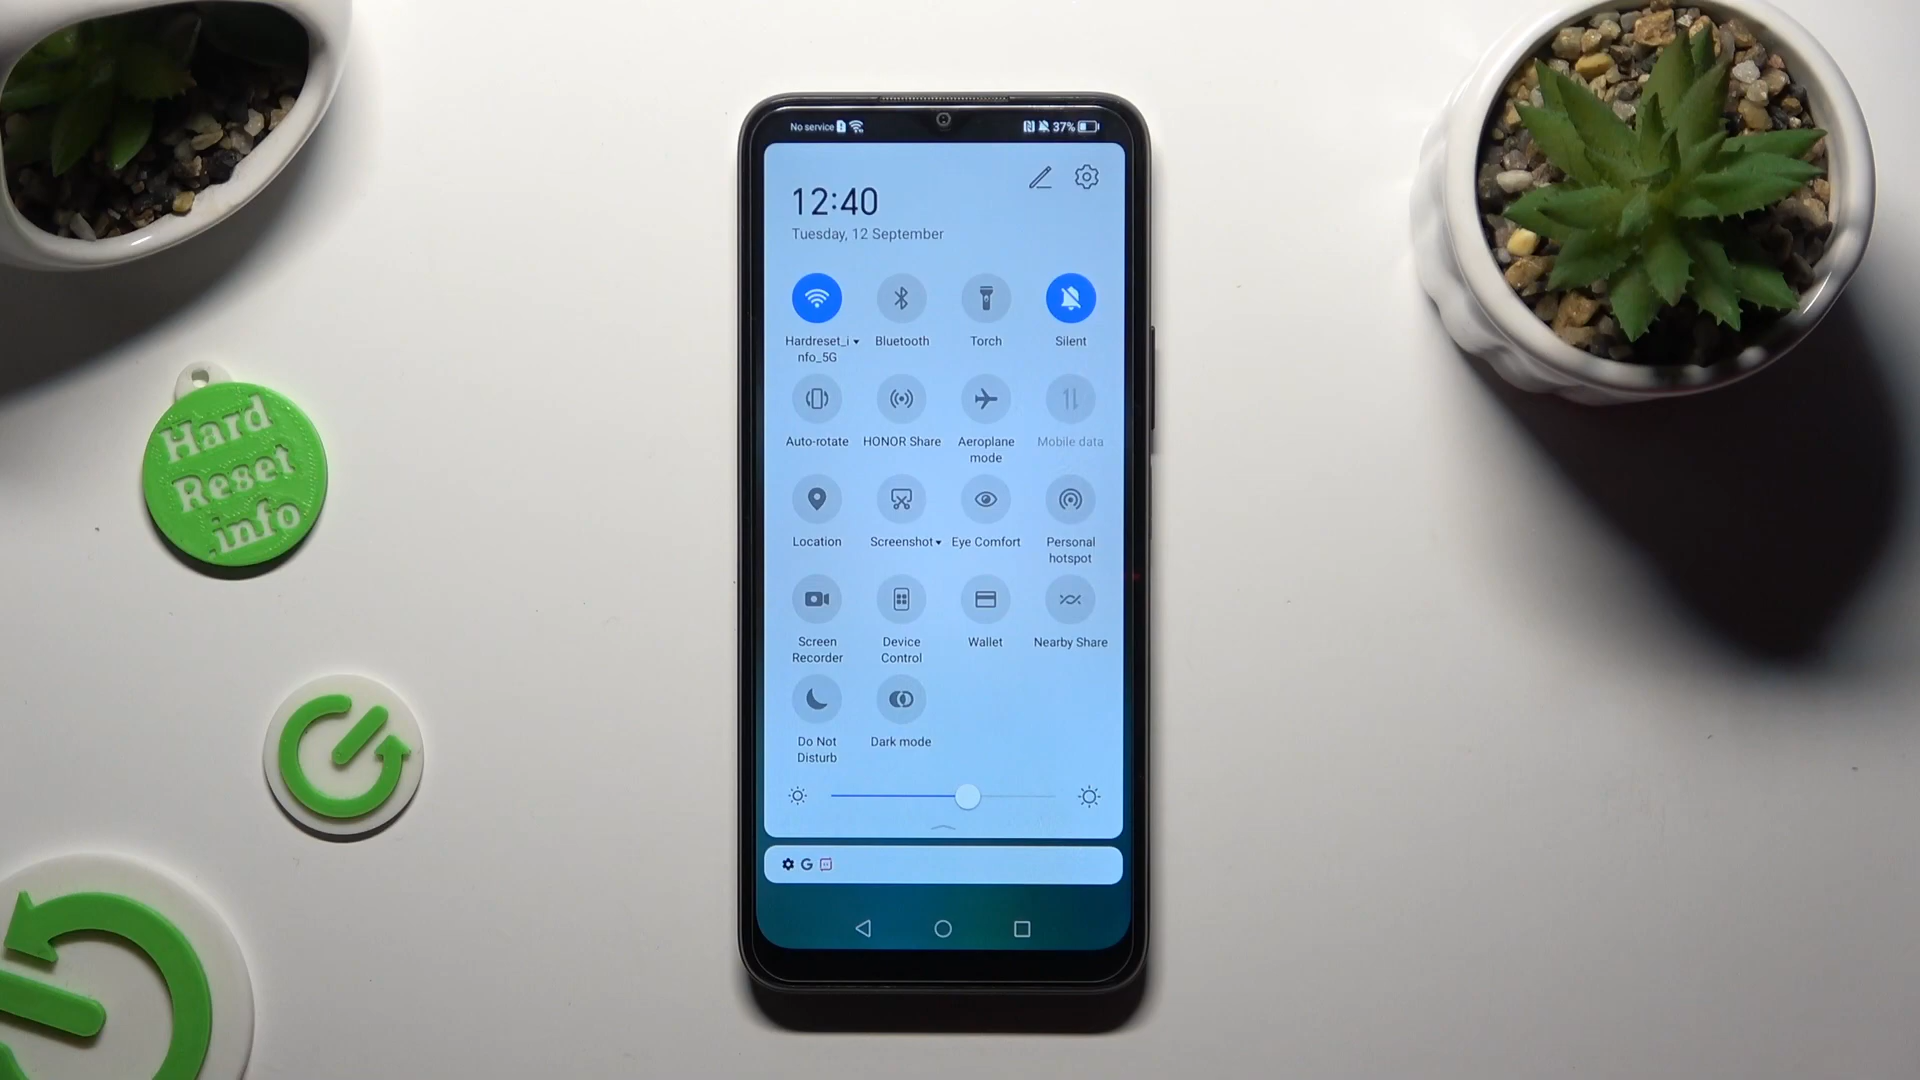 No service
37%
12:40
Tuesday, 12 September
Hardreset_i
nfo_5G
Bluetooth
Torch
Silent
Auto-rotate
HONOR Share
Aeroplane
mode
Mobile data
Location
Screenshot
Eye Comfort
Personal
hotspot
Screen
Recorder
Device
Control
Wallet
Nearby Share
Do Not
Disturb
Dark mode
G
Hard
Reset
.info